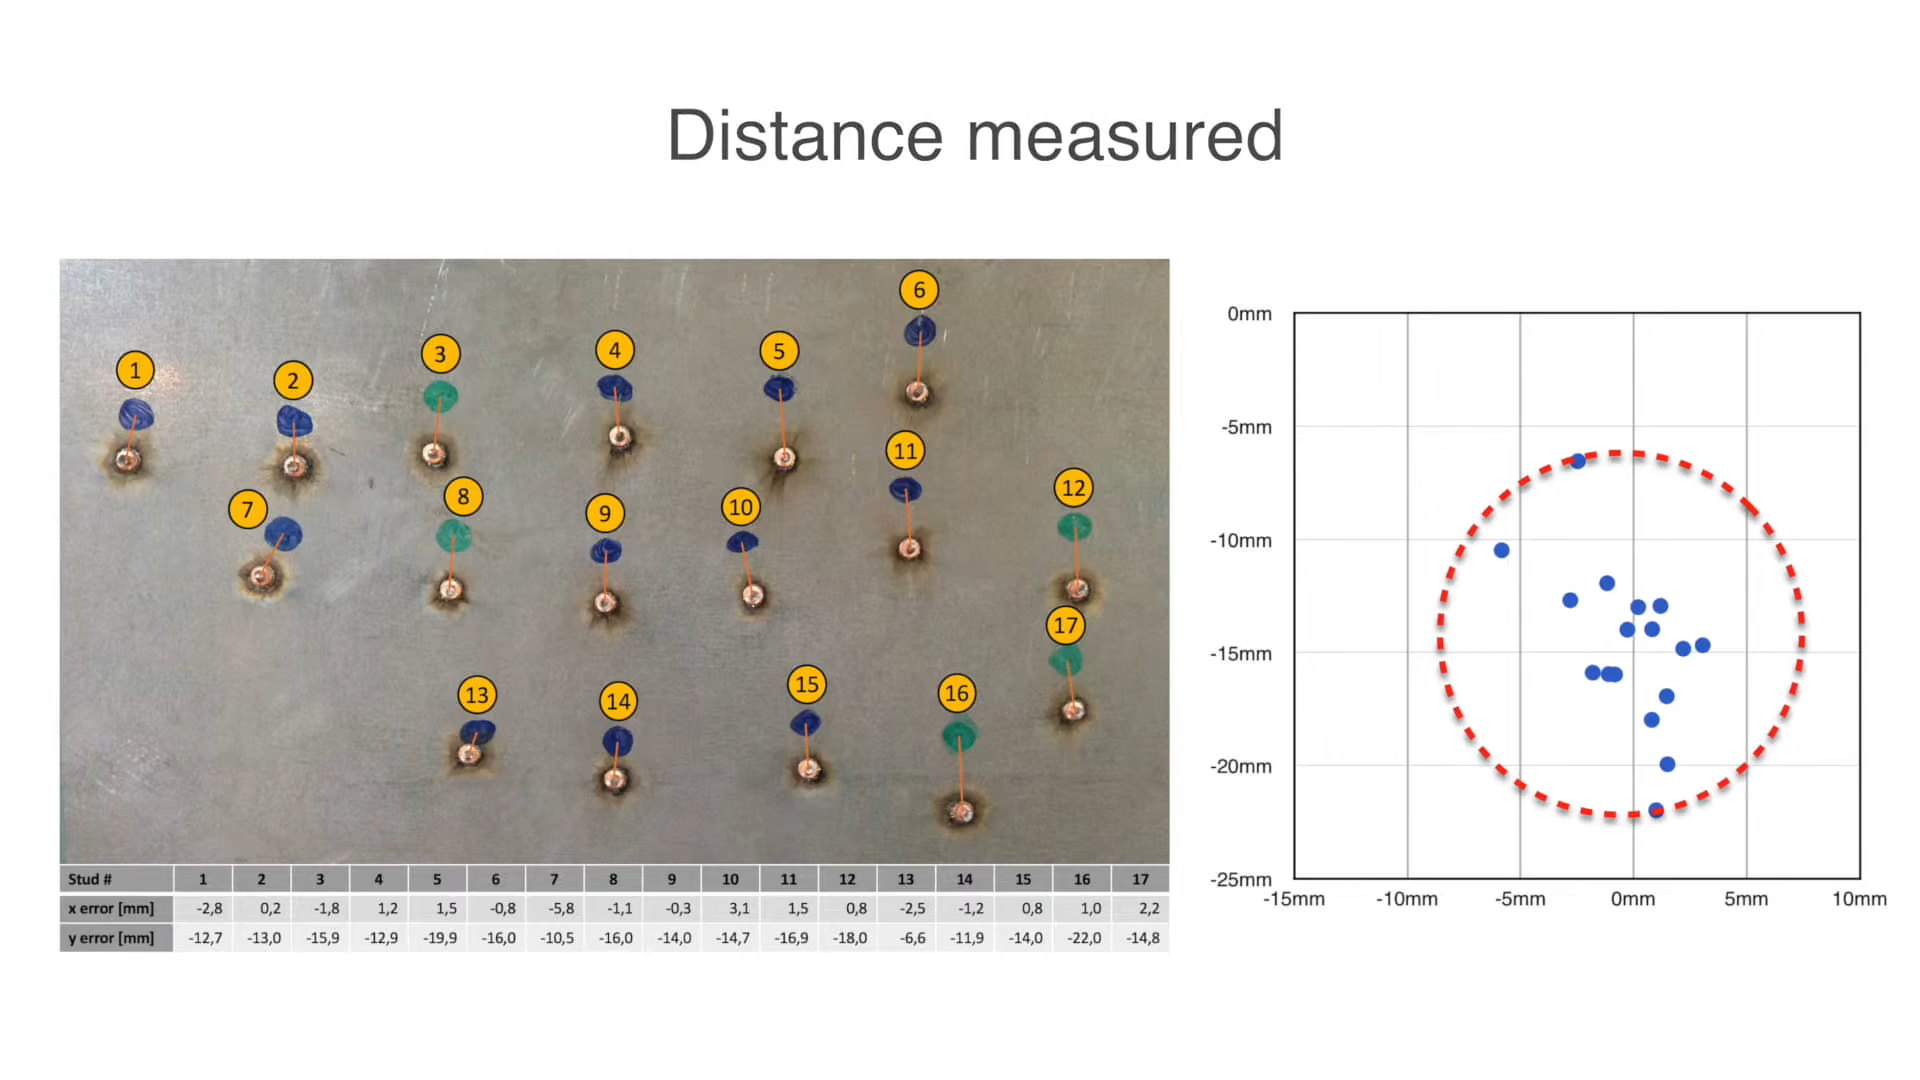 Distance measured
6
3
4
5
1
2
11
12
8
7
10
9
17
15
13
16
14
Stud # 1 2 3 4 5 6 7 8 9 10 11 12 13 14 15 16 17
x error [mm] -2,8 0,2 -1,8 1,2 1,5 -0,8 -5,8 -1,1 -0,3 3,1 1,5 0,8 -2,5 -1,2 0,8 1,0 2,2
y error [mm] -12,7 -13,0 -15,9 -12,9 -19,9 -16,0 -10,5 -16,0 -14,0 -14,7 -16,9 -18,0 -6,6 -11,9 -14,0 -22,0 -14,8
0mm
-5mm
-10mm
-15mm
-20mm
-25mm
-15mm -10mm -5mm 0mm 5mm 10mm